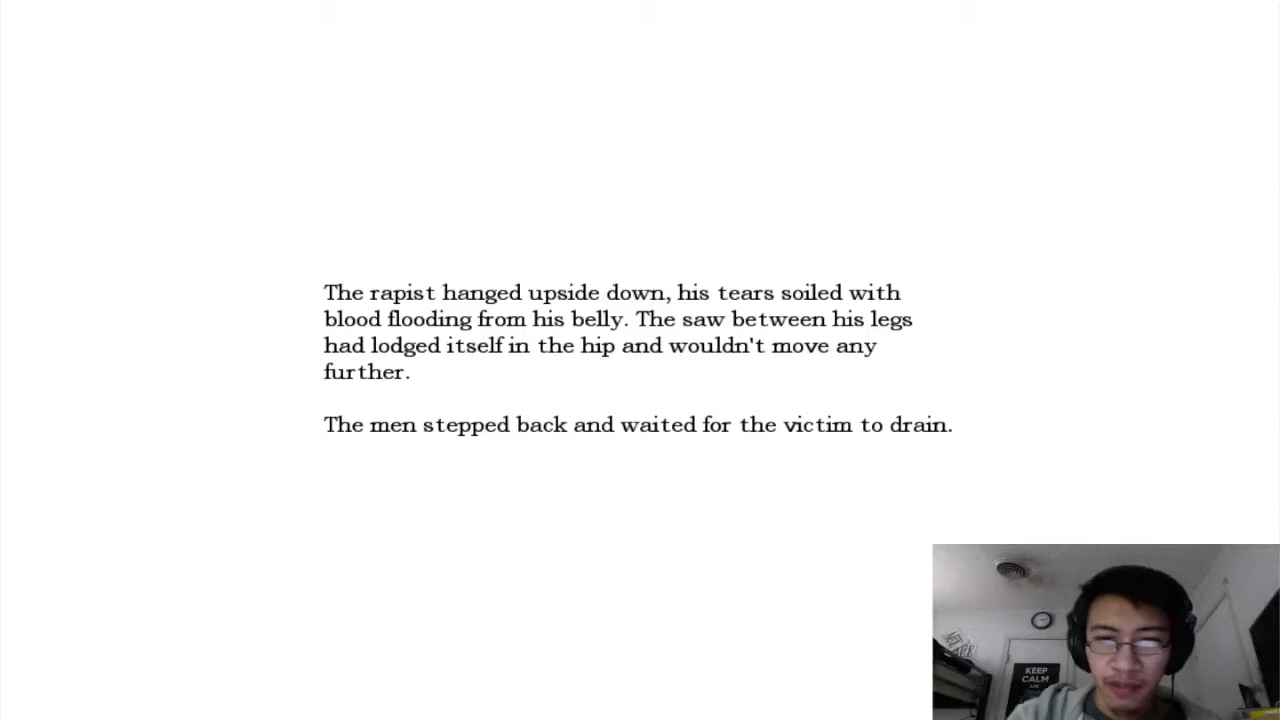 The rapist hanged upside down, his tears soiled with
blood flooding from his belly. The saw between his legs
had lodged itself in the hip and wouldn't move any
further.
The men stepped back and waited for the victim to drain.
KEEP
CALM